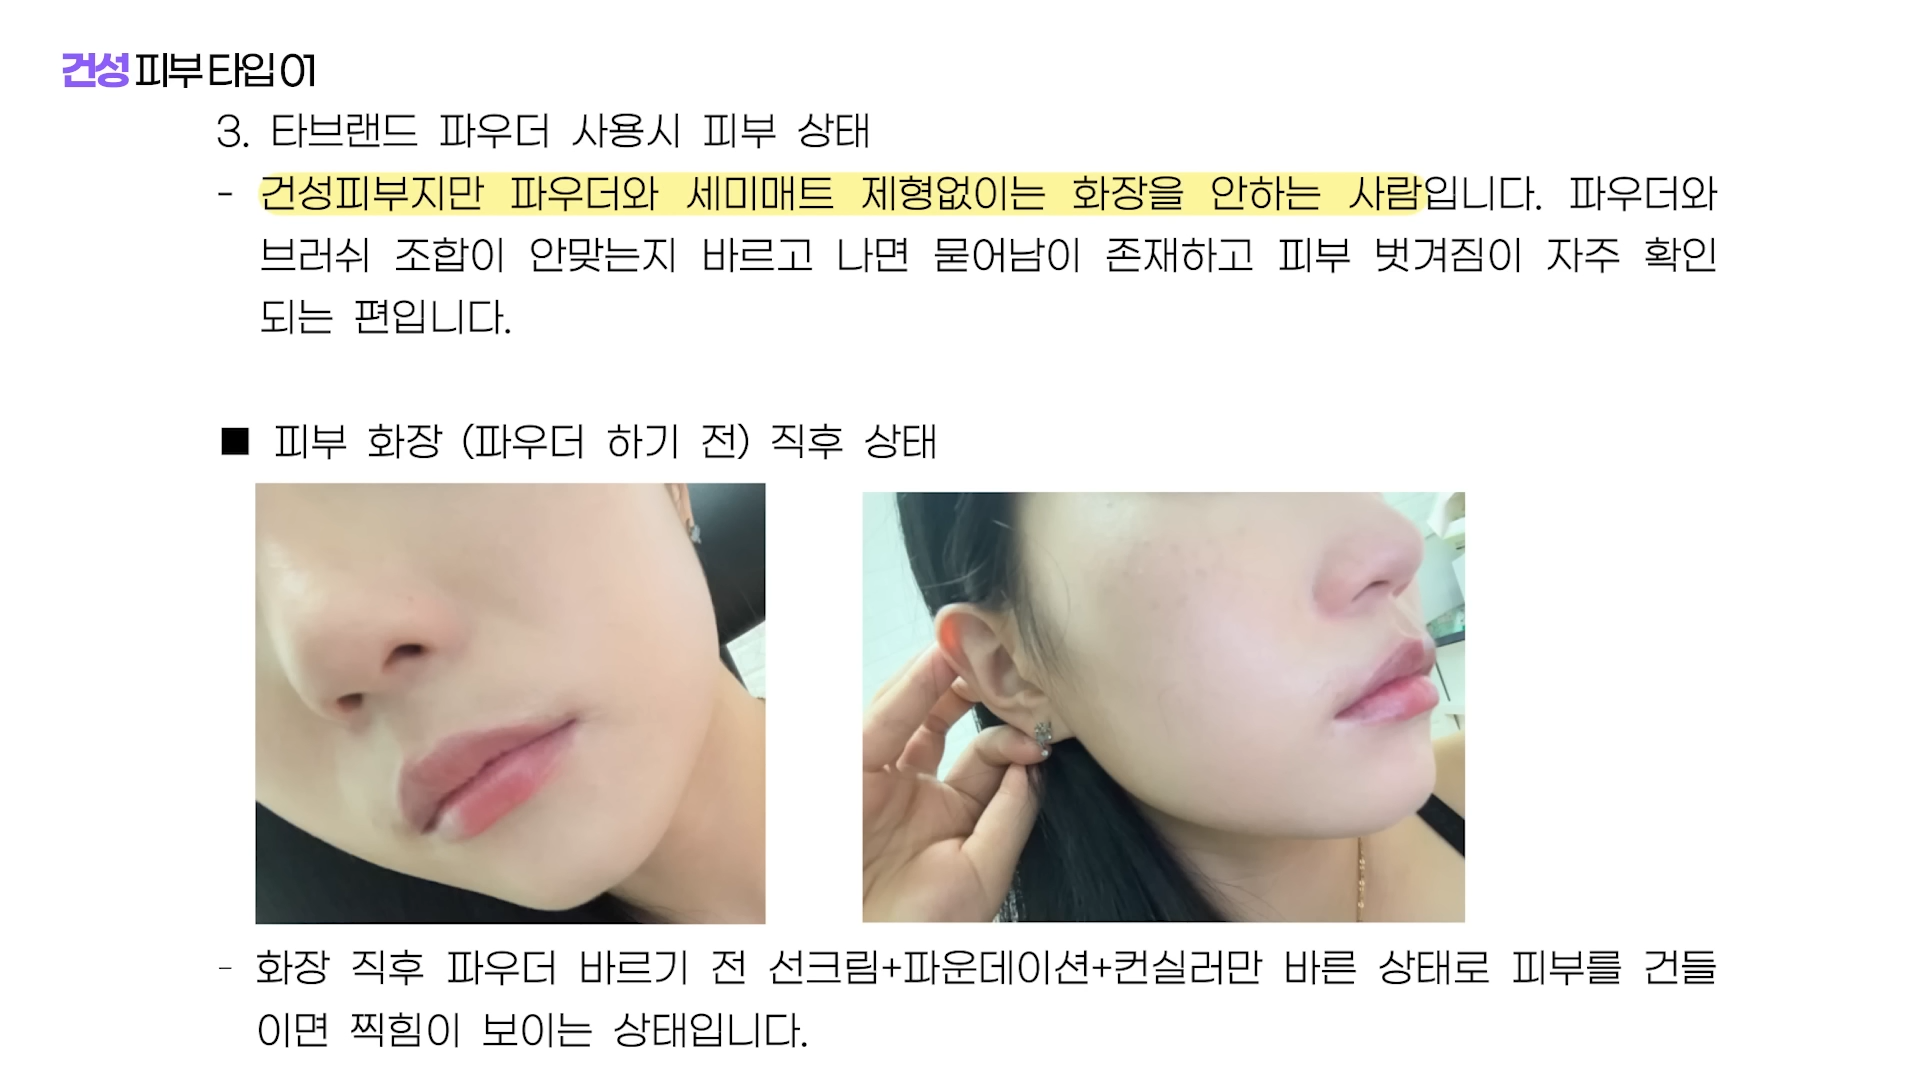 건성 피부 타입 01
3. 타브랜드 파우더 사용시 피부 상태
- 건성피부지만 파우더와 세미매트 제형없이는 화장을 안하는 사람입니다. 파우더와
브러쉬 조합이 안맞는지 바르고 나면 묻어남이 존재하고 피부 벗겨짐이 자주 확인
되는 편입니다.
■ 피부 화장 (파우더 하기 전) 직후 상태
- 화장 직후 파우더 바르기 전 선크림+파운데이션+컨실러만 바른 상태로 피부를 건들
이면 찍힘이 보이는 상태입니다.